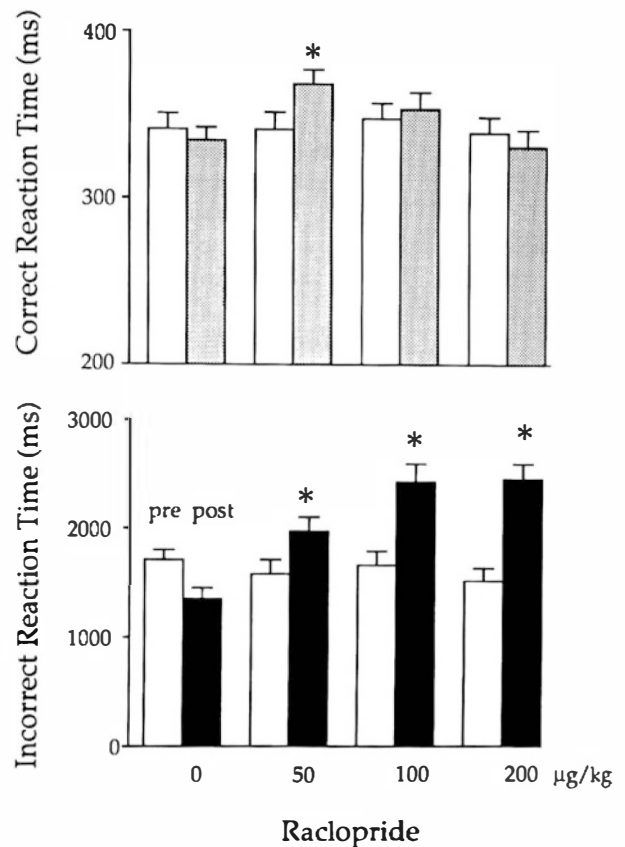 Correct Reaction Time (ms)
400
300
200
*
Incorrect Reaction Time (ms)
3000
2000
1000
0
pre post
*
*
*
0 50 100 200 µg/kg
Raclopride